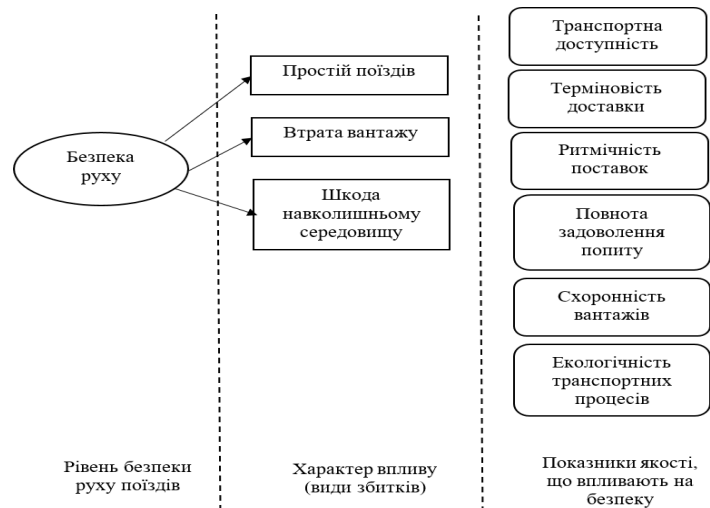 Безпека
руху
Рівень безпеки
руху поїздів
Простій поїздів
Втрата вантажу
Шкода
навколишньому
середовищу
Характер впливу
(види збитків)
Транспортна
доступність
Терміновість
доставки
Ритмічність
поставок
Повнота
задоволення
попиту
Схоронність
вантажів
Екологічність
транспортних
процесів
Показники якості,
що впливають на
безпеку